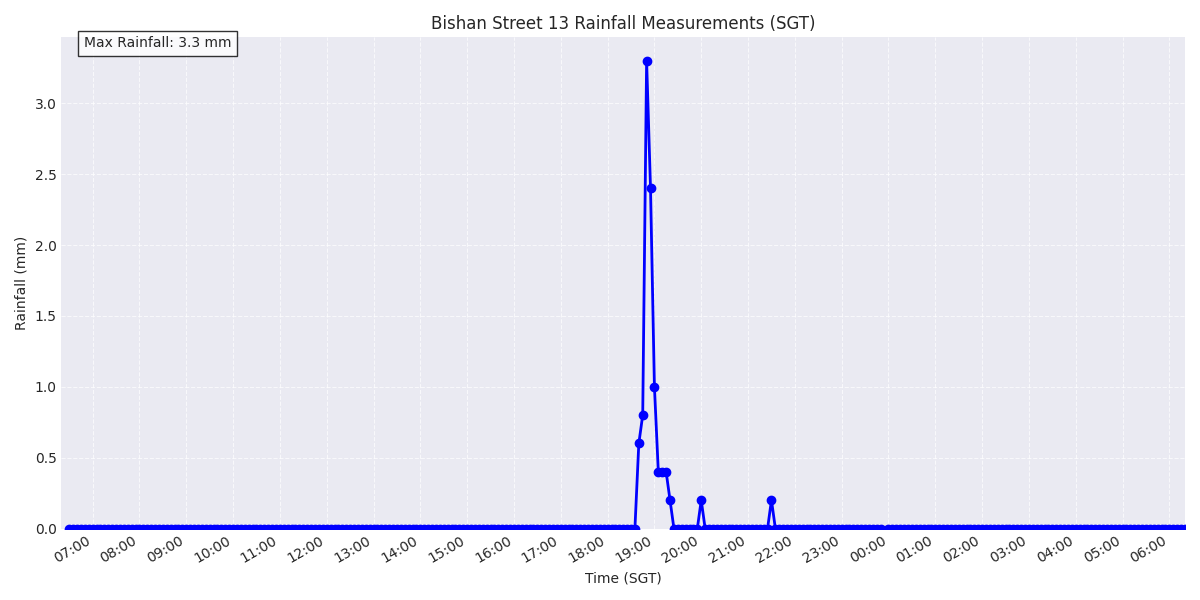 Bishan Street 13 Rainfall Measurements (SGT)
Max Rainfall: 3.3 mm
3.0
2.5
2.0
1.5
1.0
0.5
0.0
Rainfall (mm)
07:00 08:00 09:00 10:00 11:00 12:00 13:00 14:00 15:00 16:00 17:00 18:00 19:00 20:00 21:00 22:00 23:00 00:00 01:00 02:00 03:00 04:00 05:00 06:00
Time (SGT)